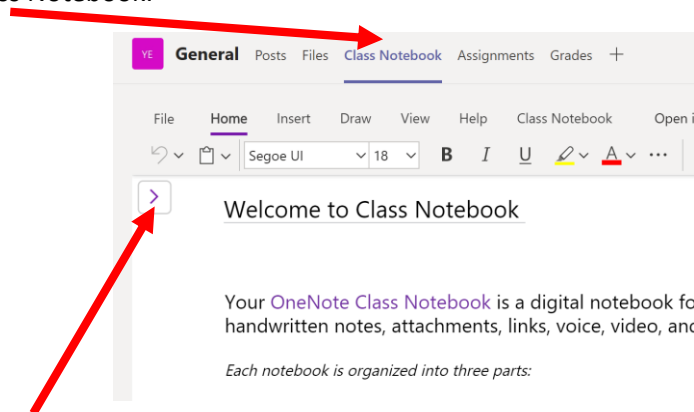 Notebook.
YE General Posts Files Class Notebook Assignments Grades +
File Home Insert Draw View Help Class Notebook Open i
Segoe UI 18 B I U A ...
Welcome to Class Notebook
Your OneNote Class Notebook is a digital notebook fo
handwritten notes, attachments, links, voice, video, and
Each notebook is organized into three parts: